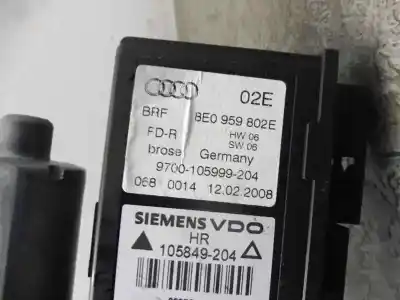 02E
BRF 8E0 959 802E
FD-R HW 06
SW 06
brose Germany
9700-105999-204
068 0014 12.02.2008
SIEMENS VDO
HR
105849-204